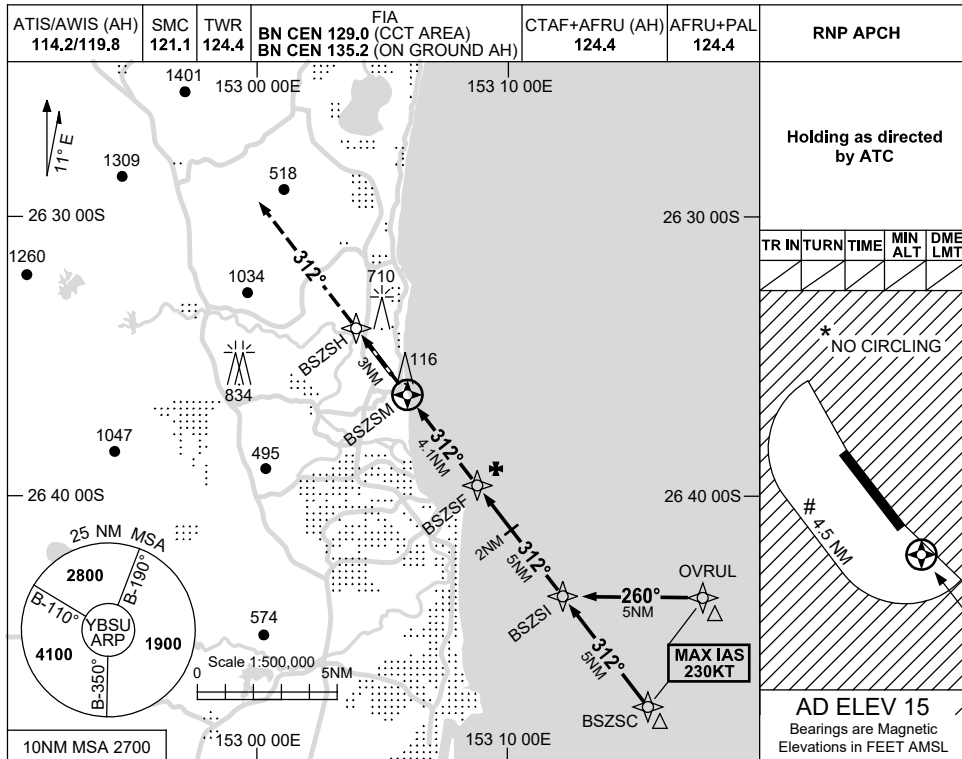 ATIS/AWIS (AH)
114.2/119.8
SMC
121.1
TWR
124.4
FIA
BN CEN 129.0 (CCT AREA)
BN CEN 135.2 (ON GROUND AH)
CTAF+AFRU (AH)
124.4
AFRU+PAL
124.4
RNP APCH
1401
153 00 00E
153 10 00E
11° E
1309
518
26 30 00S
26 30 00S
1260
312°
1034
710
BSZSH
3NM
116
834
BSZSM
1047
495
312°
4.1NM
26 40 00S
26 40 00S
BSZSF
2NM
312°
5NM
OVRUL
260°
5NM
BSZSI
312°
5NM
MAX IAS
230KT
BSZSC
25 NM MSA
2800
B-190°
B-110°
YBSU
ARP
4100
1900
B-350°
574
Scale 1:500,000
0
5NM
10NM MSA 2700
153 00 00E
153 10 00E
Holding as directed
by ATC
TR IN
TURN
TIME
MIN
ALT
DME
LMT
*
NO CIRCLING
#
4.5 NM
AD ELEV 15
Bearings are Magnetic
Elevations in FEET AMSL